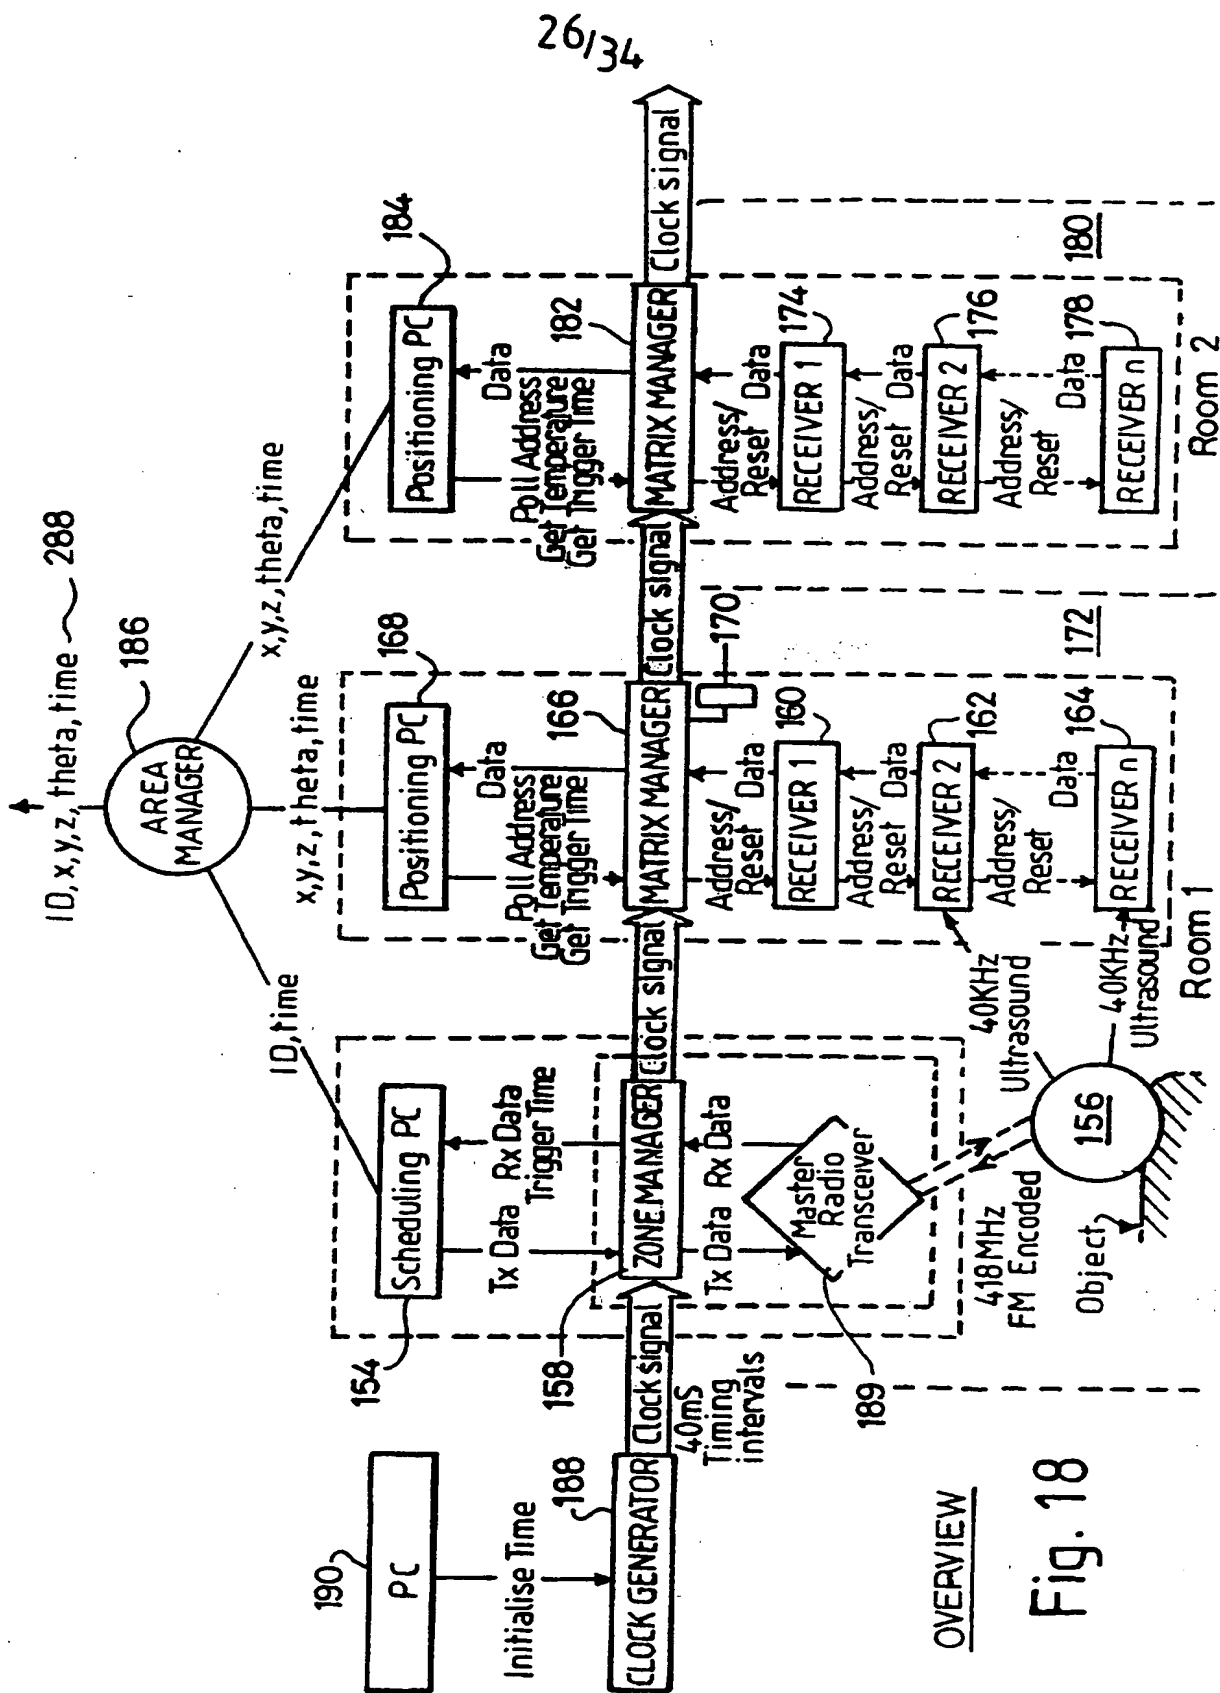 26/34
ID,x,y,z,theta,time
288
AREA
MANAGER
186
ID,time
x,y,z,theta,time
x,y,z,theta,time
190
PC
Initialise Time
188
CLOCK GENERATOR
Clock signal
40mS
Timing
intervals
154
Scheduling PC
Tx Data
Rx Data
Trigger Time
158
ZONE MANAGER
Clock signal
Tx Data
Rx Data
Master
Radio
Transceiver
189
418MHz
FM Encoded
Object
156
40KHz
Ultrasound
40KHz
Ultrasound
168
Positioning PC
Poll Address
Get Temperature
Get Trigger Time
Data
166
MATRIX MANAGER
Clock signal
170
Address/
Reset
Data
160
RECEIVER 1
Address/
Reset
Data
162
RECEIVER 2
Address/
Reset
Data
164
RECEIVER n
Room 1
172
184
Positioning PC
Poll Address
Get Temperature
Get Trigger Time
Data
182
MATRIX MANAGER
Clock signal
Address/
Reset
Data
174
RECEIVER 1
Address/
Reset
Data
176
RECEIVER 2
Address/
Reset
Data
178
RECEIVER n
Room 2
180
OVERVIEW
Fig. 18